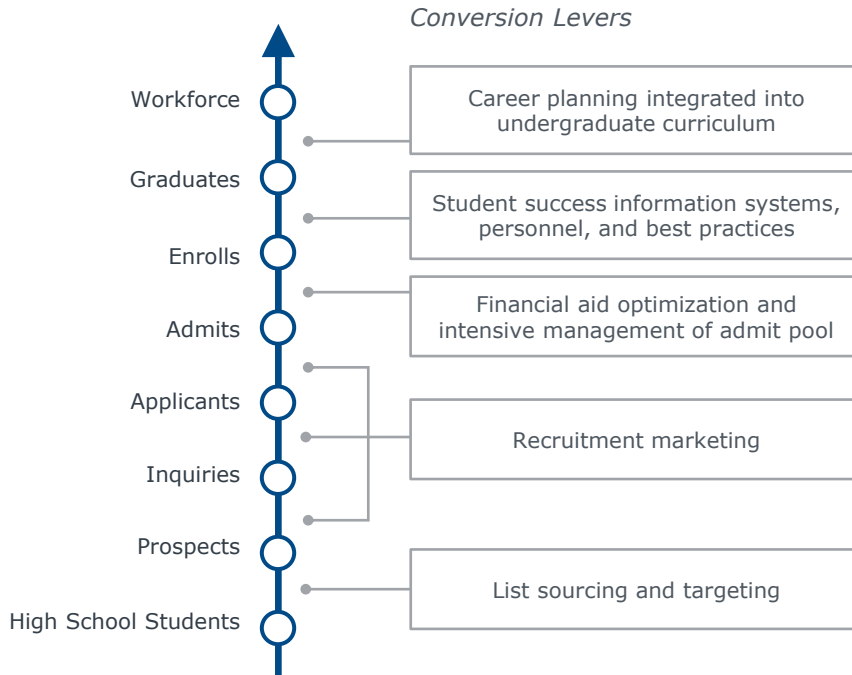 Conversion Levers
Workforce
Career planning integrated into
undergraduate curriculum
Graduates
Student success information systems,
personnel, and best practices
Enrolls
Financial aid optimization and
intensive management of admit pool
Admits
Applicants
Recruitment marketing
Inquiries
Prospects
List sourcing and targeting
High School Students